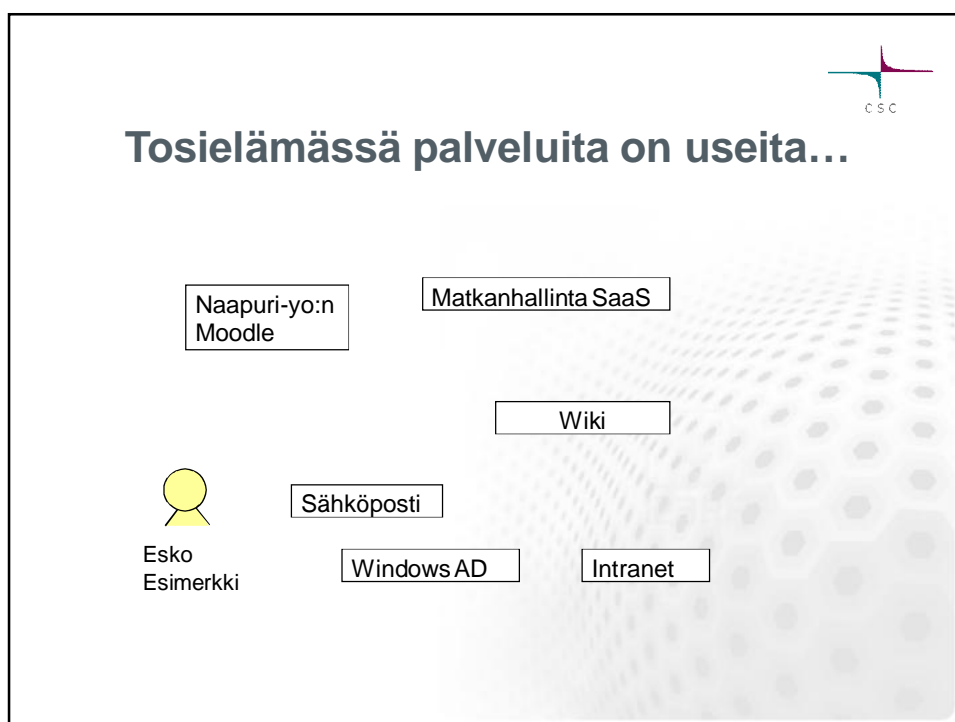 CSC
Tosielämässä palveluita on useita…
Naapuri-yo:n
Moodle
Matkanhallinta SaaS
Wiki
Sähköposti
Esko
Esimerkki
Windows AD
Intranet